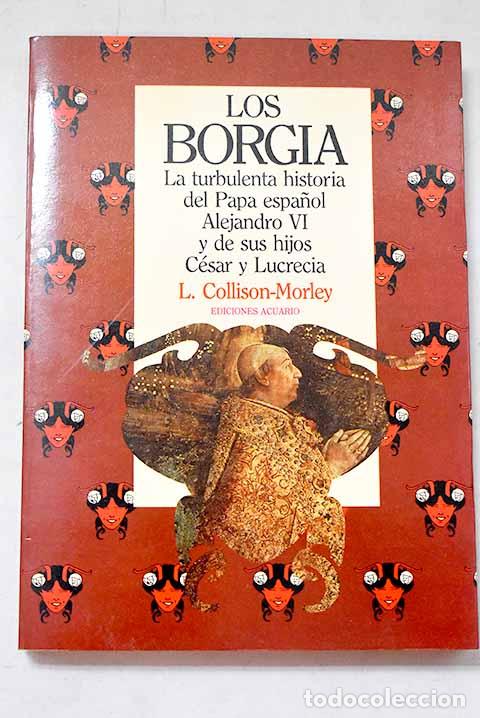 LOS
BORGIA
La turbulenta historia
del Papa español
Alejandro VI
y de sus hijos
César y Lucrecia
L. Collison-Morley
EDICIONES ACUARIO
todocoleccion